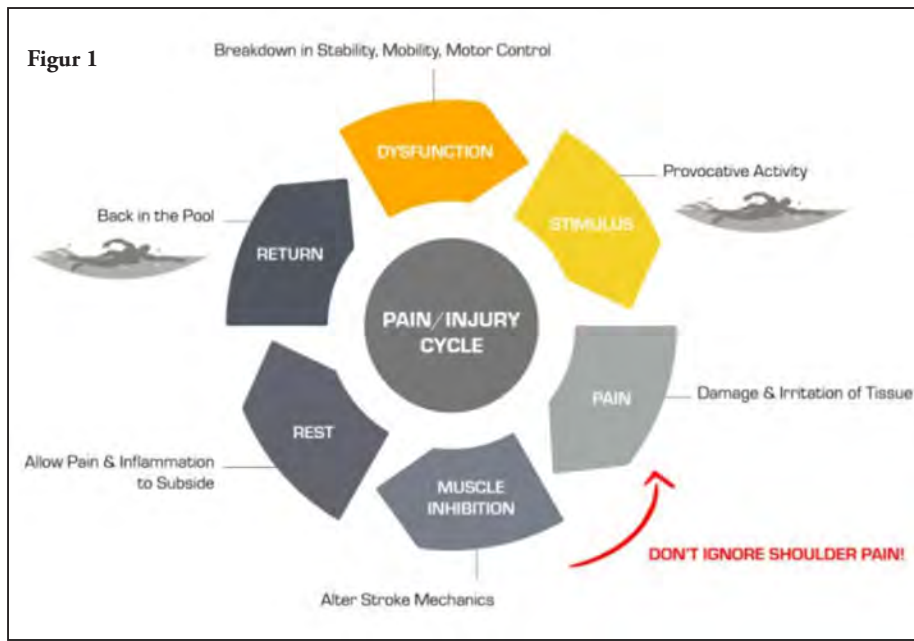 Figur 1
Breakdown in Stability, Mobility, Motor Control
DYSFUNCTION
Provocative Activity
STIMULUS
Back in the Pool
RETURN
PAIN/INJURY
CYCLE
PAIN
Damage & Irritation of Tissue
REST
Allow Pain & Inflammation
to Subside
MUSCLE
INHIBITION
DON'T IGNORE SHOULDER PAIN!
Alter Stroke Mechanics